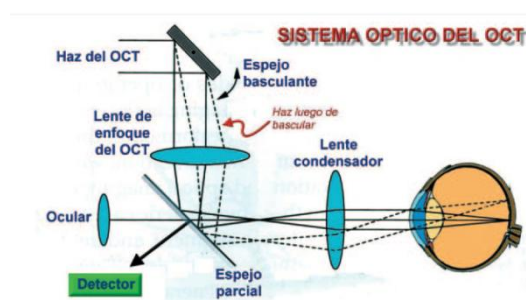 SISTEMA OPTICO DEL OCT
Haz del OCT
Espejo
basculante
Haz luego de
bascular
Lente de
enfoque
del OCT
Lente
condensador
Ocular
Detector
Espejo
parcial